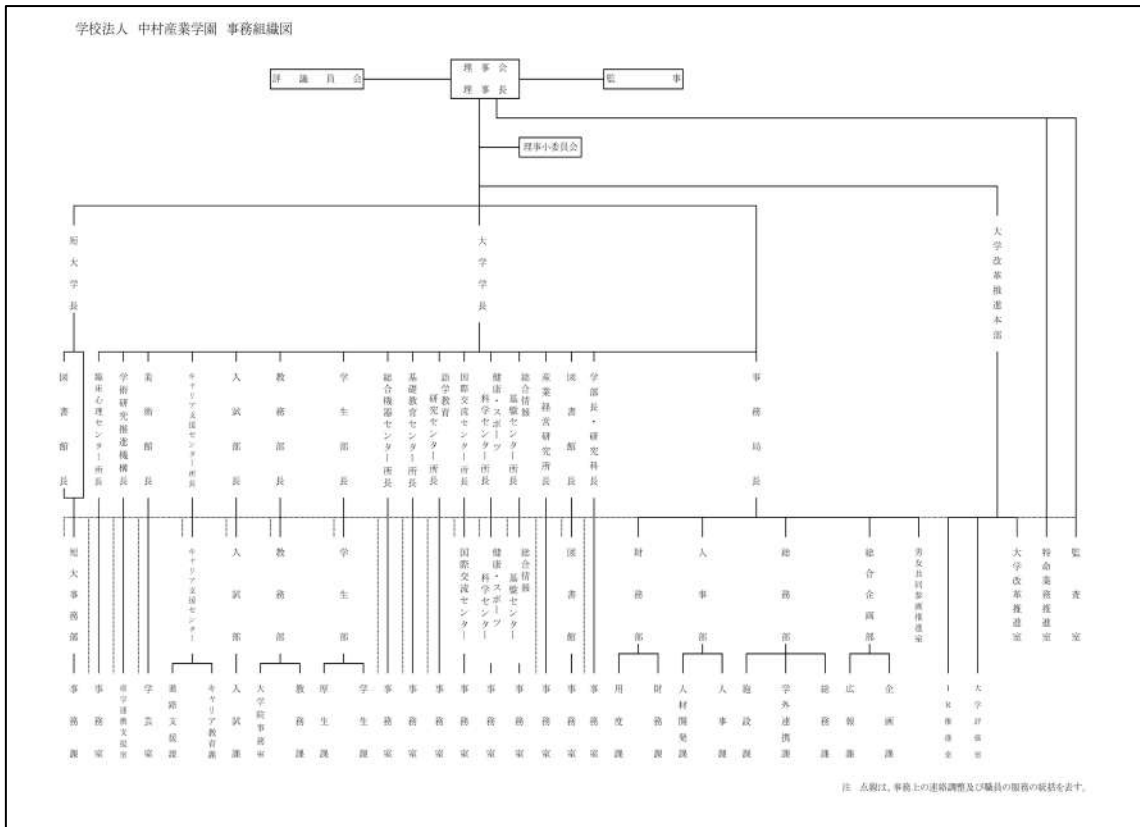 学校法人 中村産業学園 事務組織図
評議員会
理事会
理事長
監事
理事小委員会
短大学長
大学学長
大学改革推進本部
図書館長
臨床心理センター所長
学術研究推進機構長
美術館長
キャリア支援センター所長
入試部長
教務部長
学生部長
総合機器センター所長
基礎教育センター所長
語学教育
研究センター所長
国際交流センター所長
健康・スポーツ
科学センター所長
総合情報
基盤センター所長
産業経営研究所長
図書館長
学部長・研究科長
事務局長
短大事務部
キャリア支援センター
入試部
教務部
学生部
国際交流センター
健康・スポーツ
科学センター
総合情報
基盤センター
図書館
財務部
人事部
総務部
総合企画部
男女共同参画推進室
大学改革推進室
特命業務推進室
監査室
事務課
事務室
産学連携支援室
学芸室
進路支援課
キャリア教育課
入試課
大学院事務室
教務課
厚生課
学生課
事務室
事務室
事務室
事務室
事務室
事務室
事務室
事務室
事務室
用度課
財務課
人材開発課
人事課
施設課
学外連携課
総務課
広報課
企画課
IR推進室
大学評価室
注 点線は、事務上の連絡調整及び職員の服務の統括を表す。